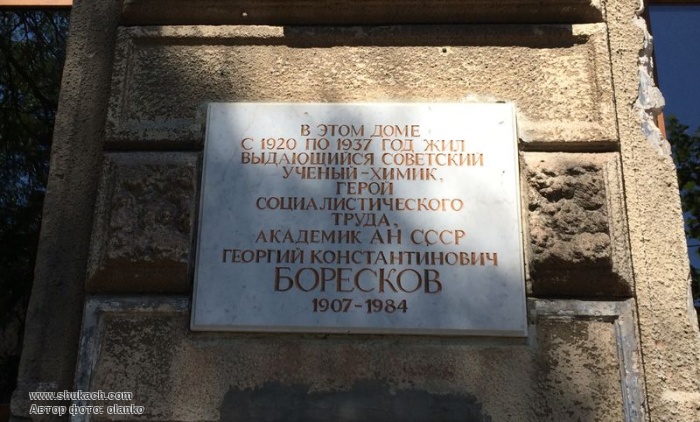 В ЭТОМ ДОМЕ
С 1920 ПО 1937 ГОД ЖИЛ
ВЫДАЮЩИЙСЯ СОВЕТСКИЙ
УЧЕНЫЙ-ХИМИК,
ГЕРОЙ
СОЦИАЛИСТИЧЕСКОГО
ТРУДА,
АКАДЕМИК АН СССР
ГЕОРГИЙ КОНСТАНТИНОВИЧ
БОРЕСКОВ
1907-1984
www.shukach.com
Автор фото: olanko